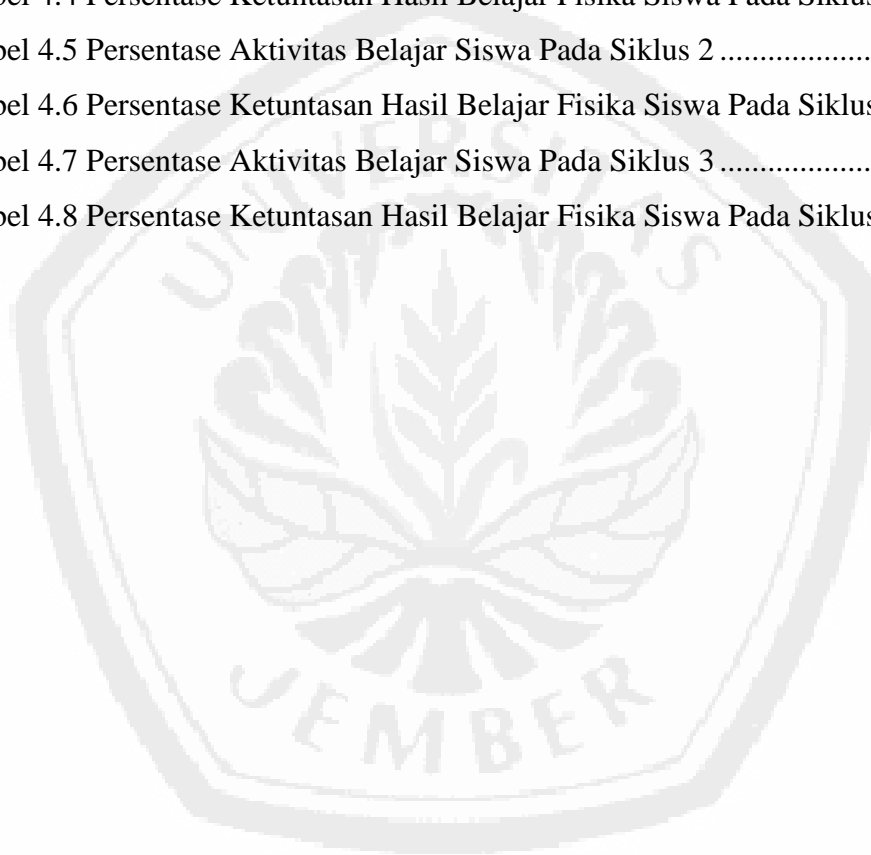 bel 4.4 Persentase Ketuntasan Hasil Belajar Fisika Siswa Pada Siklus
bel 4.5 Persentase Aktivitas Belajar Siswa Pada Siklus 2 ..................
bel 4.6 Persentase Ketuntasan Hasil Belajar Fisika Siswa Pada Siklus
bel 4.7 Persentase Aktivitas Belajar Siswa Pada Siklus 3 ..................
bel 4.8 Persentase Ketuntasan Hasil Belajar Fisika Siswa Pada Siklus
UNIVERSITAS
JEMBER